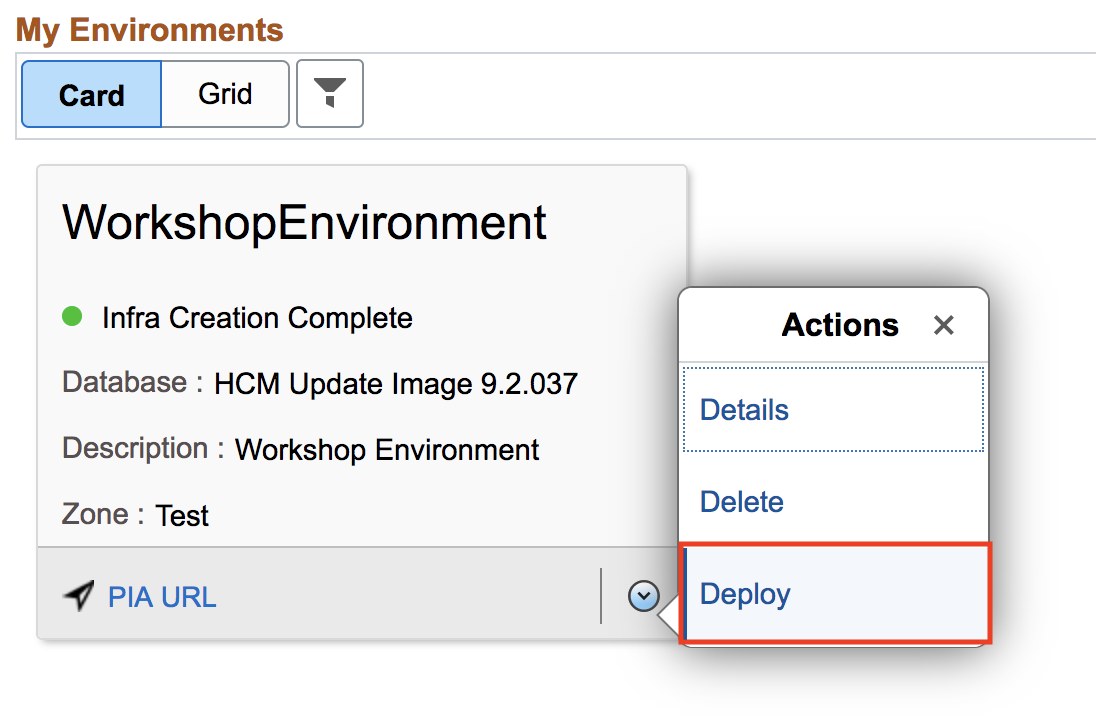 My Environments
Card
Grid
WorkshopEnvironment
Infra Creation Complete
Database : HCM Update Image 9.2.037
Description : Workshop Environment
Zone : Test
PIA URL
Actions
Details
Delete
Deploy